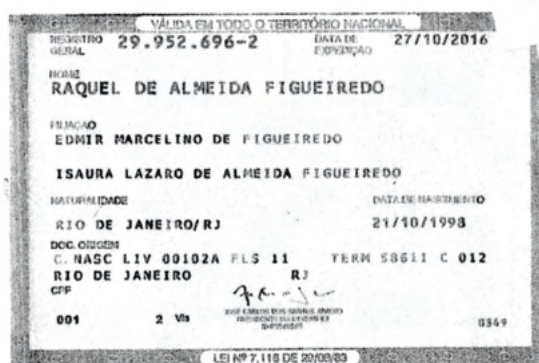 VÁLIDA EM TODO O TERRITÓRIO NACIONAL
REGISTRO GERAL 29.952.696-2 DATA DE EXPEDIÇÃO 27/10/2016
NOME
RAQUEL DE ALMEIDA FIGUEIREDO
FILIAÇÃO
EDMIR MARCELINO DE FIGUEIREDO
ISAURA LAZARO DE ALMEIDA FIGUEIREDO
NATURALIDADE DATA DE NASCIMENTO
RIO DE JANEIRO/RJ 21/10/1998
DOC. ORIGEM
C. NASC LIV 00102A FLS 11 TERM 58611 C 012
RIO DE JANEIRO RJ
CPF
001 2 Via
0349
LEI Nº 7.116 DE 29/08/83